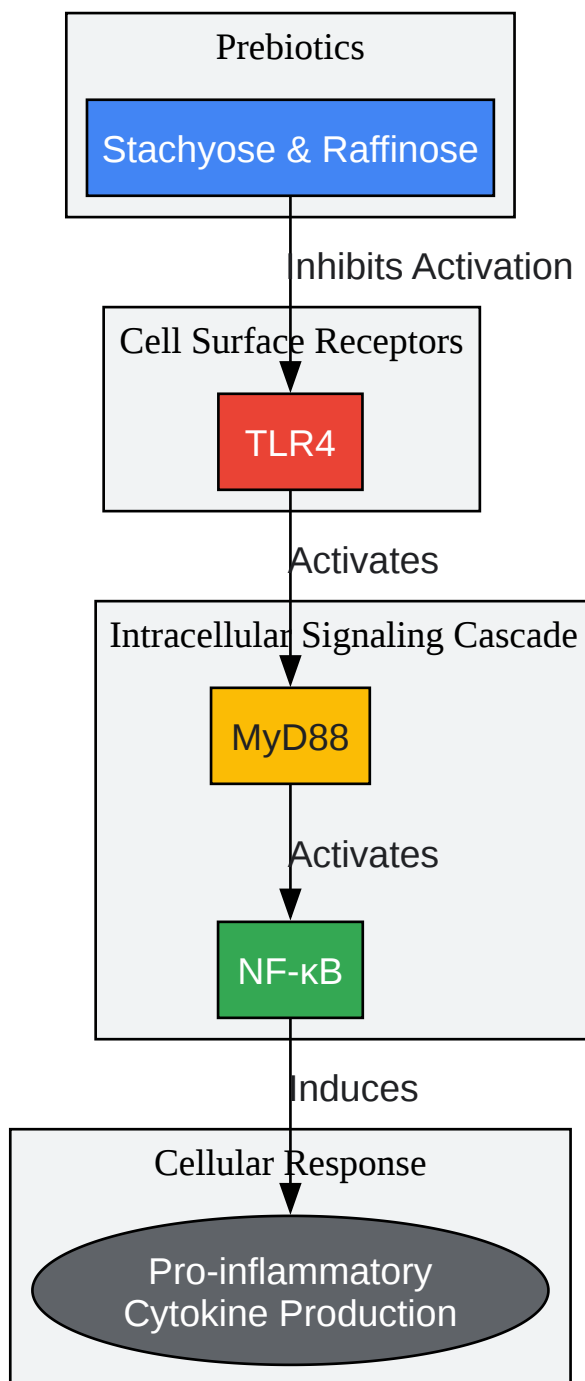 Prebiotics
Stachyose & Raffinose
Inhibits Activation
Cell Surface Receptors
TLR4
Activates
Intracellular Signaling Cascade
MyD88
Activates
NF-κB
Induces
Cellular Response
Pro-inflammatory
Cytokine Production